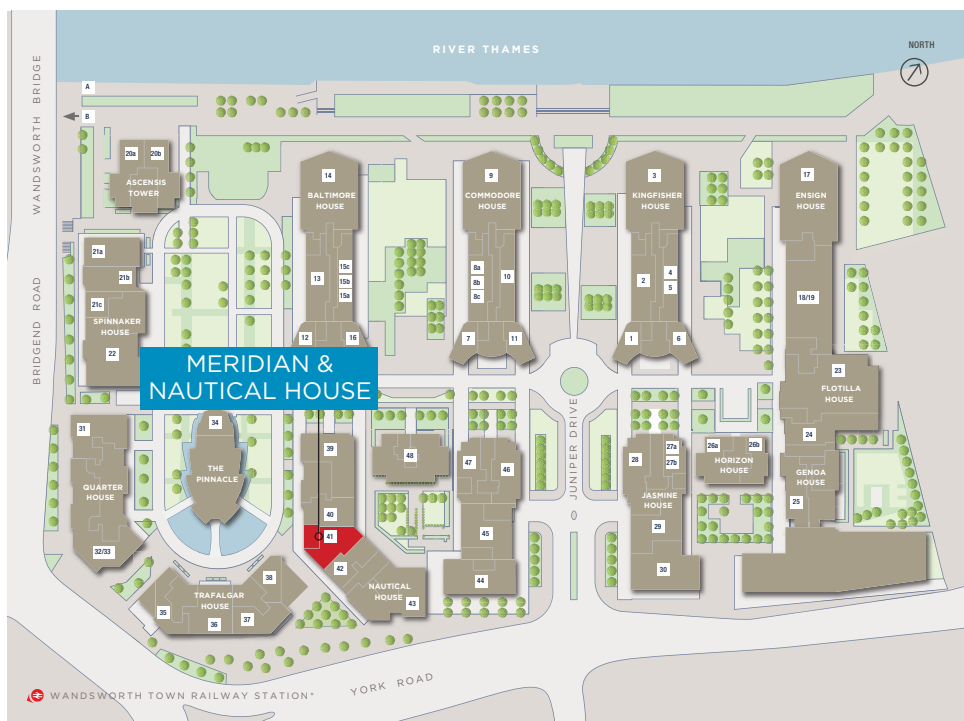 RIVER THAMES
NORTH
WANDSWORTH BRIDGE
BRIDGEND ROAD
A
B
20a
20b
ASCENSIS
TOWER
14
BALTIMORE
HOUSE
9
COMMODORE
HOUSE
3
KINGFISHER
HOUSE
17
ENSIGN
HOUSE
21a
21b
21c
SPINNAKER
HOUSE
22
13
15c
15b
15a
12
16
8a
8b
8c
10
7
11
2
4
5
1
6
18/19
23
FLOTILLA
HOUSE
24
MERIDIAN &
NAUTICAL HOUSE
31
QUARTER
HOUSE
32/33
34
THE
PINNACLE
39
40
41
42
NAUTICAL
HOUSE
43
48
47
46
45
44
JUNIPER DRIVE
28
27a
27b
JASMINE
HOUSE
29
30
26a
26b
HORIZON
HOUSE
GENOA
HOUSE
25
38
TRAFALGAR
HOUSE
35
36
37
YORK ROAD
WANDSWORTH TOWN RAILWAY STATION*